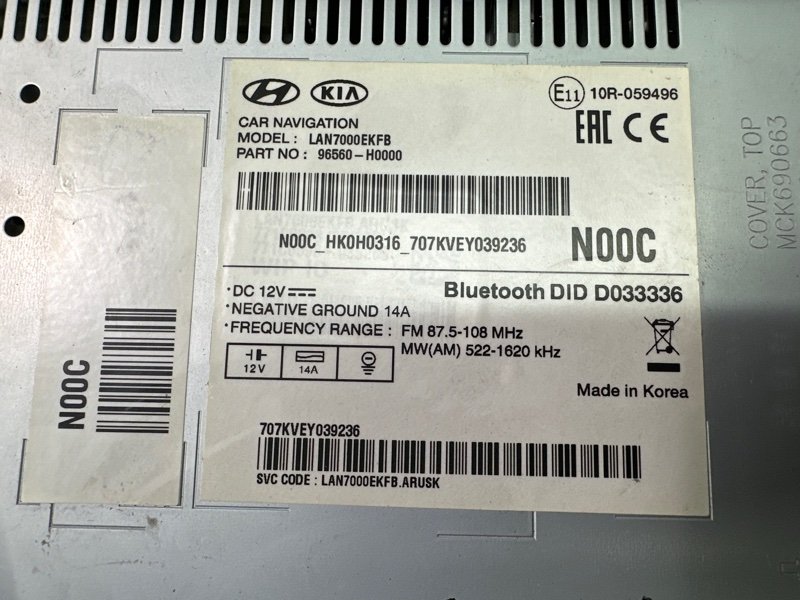 HYUNDAI KIA
E11 10R-059496
EAC CE
CAR NAVIGATION
MODEL : LAN7000EKFB
PART NO : 96560-H0000
N00C_HK0H0316_707KVEY039236 N00C
Bluetooth DID D033336
·DC 12V
·NEGATIVE GROUND 14A
·FREQUENCY RANGE : FM 87.5-108 MHz
MW(AM) 522-1620 kHz
12V 14A
Made in Korea
707KVEY039236
SVC CODE : LAN7000EKFB.ARUSK
N00C
COVER, TOP
MCK690663